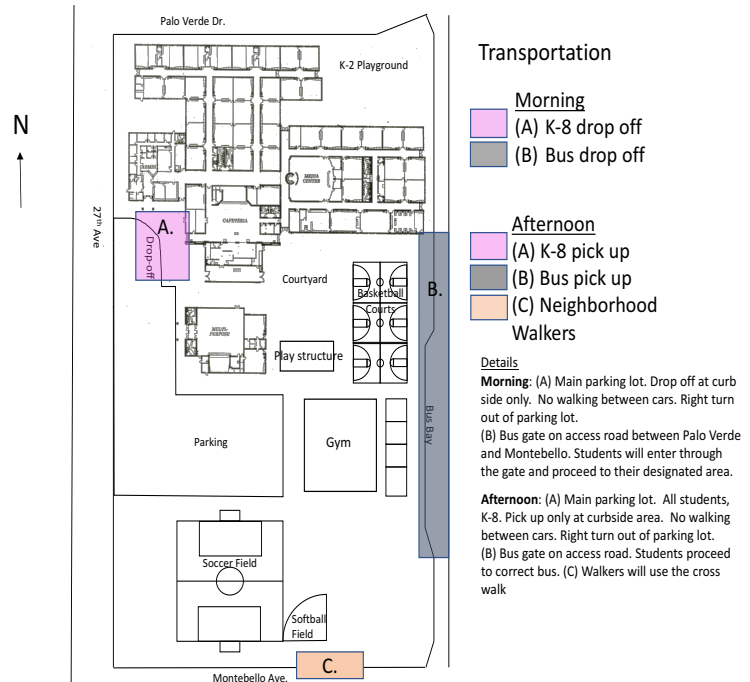 Palo Verde Dr.
K-2 Playground
N
27th Ave
ADMIN
MEDIA
CENTER
CAFETERIA
A.
Drop-off
Courtyard
Basketball
Courts
B.
MULTI-
PURPOSE
Play structure
Bus Bay
Parking
Gym
Soccer Field
Softball
Field
C.
Montebello Ave.
Transportation
Morning
(A) K-8 drop off
(B) Bus drop off
Afternoon
(A) K-8 pick up
(B) Bus pick up
(C) Neighborhood
Walkers
Details
Morning: (A) Main parking lot. Drop off at curb
side only. No walking between cars. Right turn
out of parking lot.
(B) Bus gate on access road between Palo Verde
and Montebello. Students will enter through
the gate and proceed to their designated area.
Afternoon: (A) Main parking lot. All students,
K-8. Pick up only at curbside area. No walking
between cars. Right turn out of parking lot.
(B) Bus gate on access road. Students proceed
to correct bus. (C) Walkers will use the cross
walk